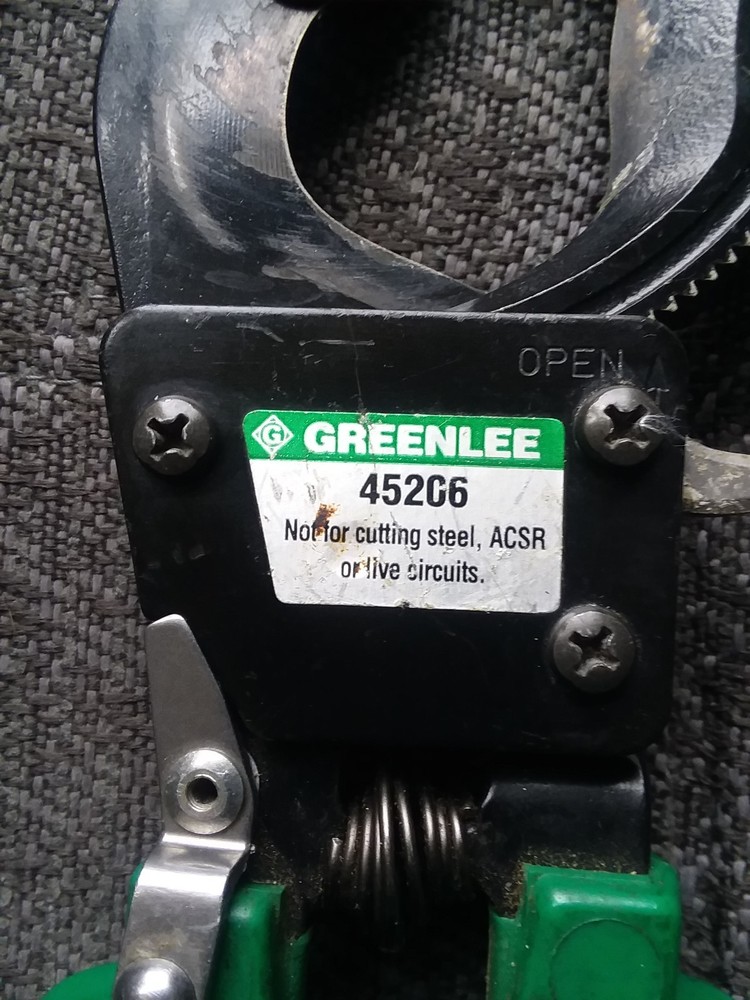 OPEN
G GREENLEE
45206
Not for cutting steel, ACSR
or live circuits.